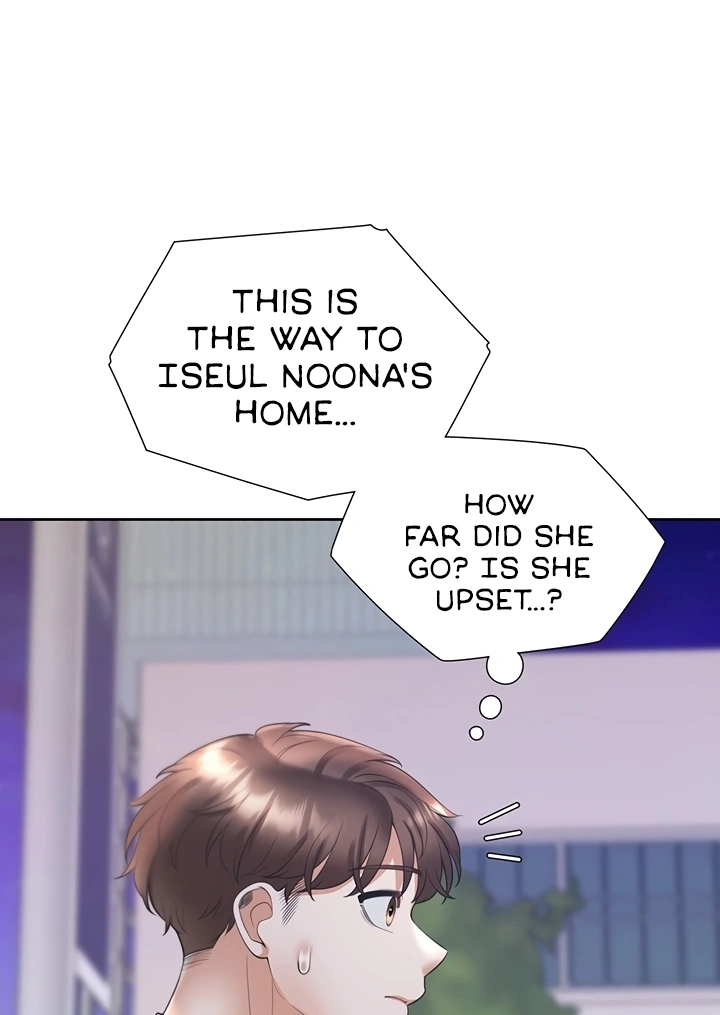 THIS IS
THE WAY TO
ISEUL NOONA'S
HOME...
HOW
FAR DID SHE
GO? IS SHE
UPSET...?